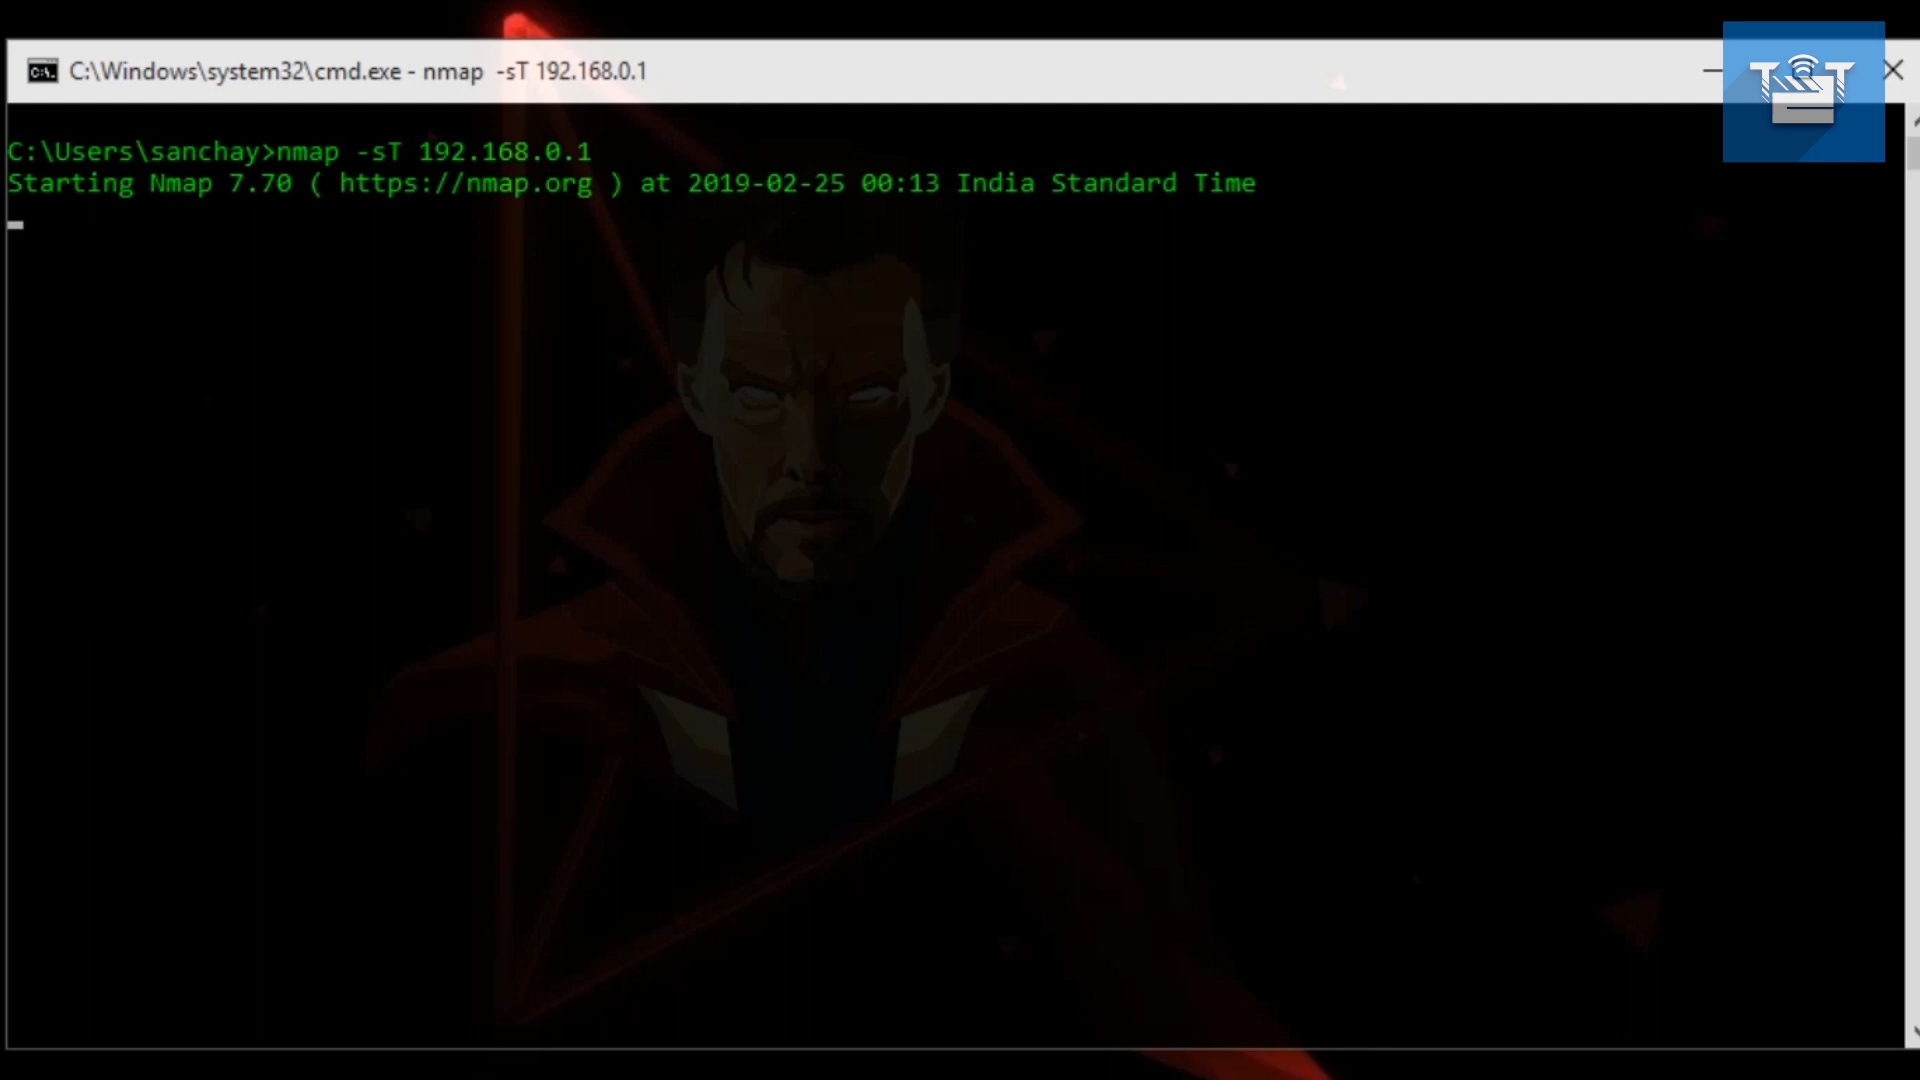 C:\Windows\system32\cmd.exe - nmap  -sT 192.168.0.1
TST
C:\Users\sanchay>nmap -sT 192.168.0.1
Starting Nmap 7.70 ( https://nmap.org ) at 2019-02-25 00:13 India Standard Time